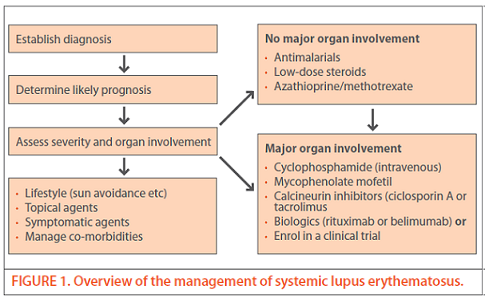 Establish diagnosis
Determine likely prognosis
Assess severity and organ involvement
• Lifestyle (sun avoidance etc)
• Topical agents
• Symptomatic agents
• Manage co-morbidities
No major organ involvement
• Antimalarials
• Low-dose steroids
• Azathioprine/methotrexate
Major organ involvement
• Cyclophosphamide (intravenous)
• Mycophenolate mofetil
• Calcineurin inhibitors (ciclosporin A or
tacrolimus
• Biologics (rituximab or belimumab) or
• Enrol in a clinical trial
FIGURE 1. Overview of the management of systemic lupus erythematosus.